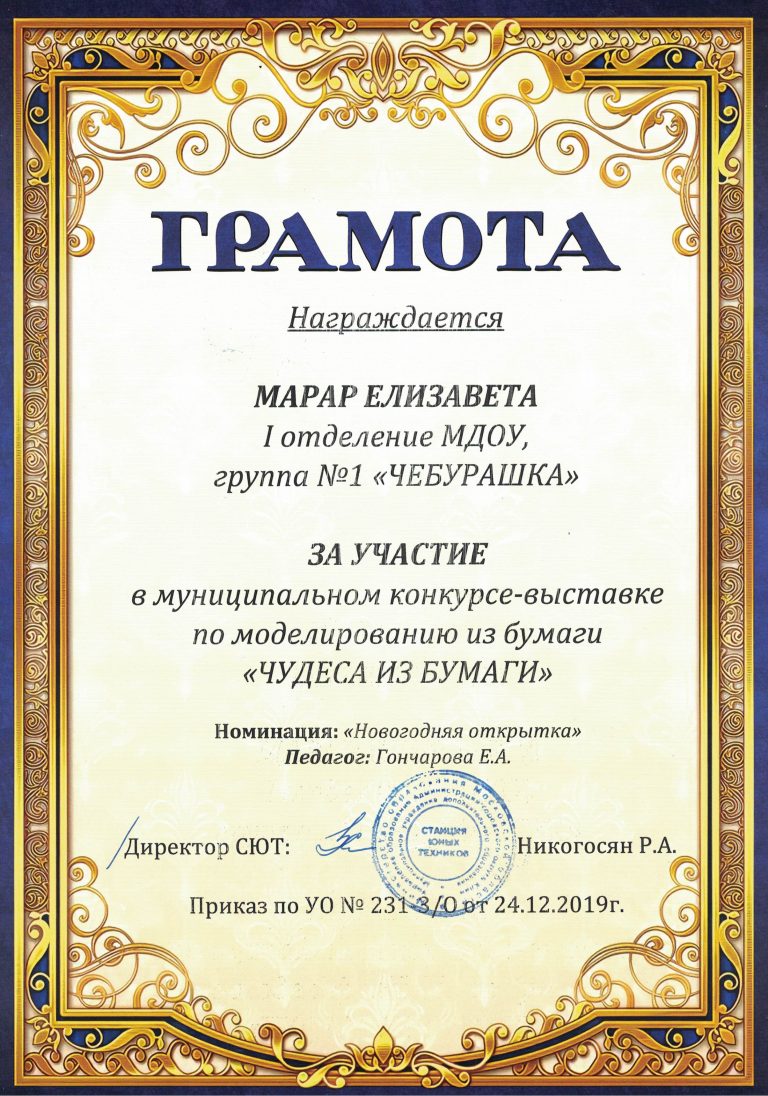 ГРАМОТА
Награждается
МАРАР ЕЛИЗАВЕТА
I отделение МДОУ,
группа №1 «ЧЕБУРАШКА»
ЗА УЧАСТИЕ
в муниципальном конкурсе-выставке
по моделированию из бумаги
«ЧУДЕСА ИЗ БУМАГИ»
Номинация: «Новогодняя открытка»
Педагог: Гончарова Е.А.
Директор СЮТ:
Никогосян Р.А.
СТАНЦИЯ
ЮНЫХ
ТЕХНИКОВ
Приказ по УО № 231-3/О от 24.12.2019г.